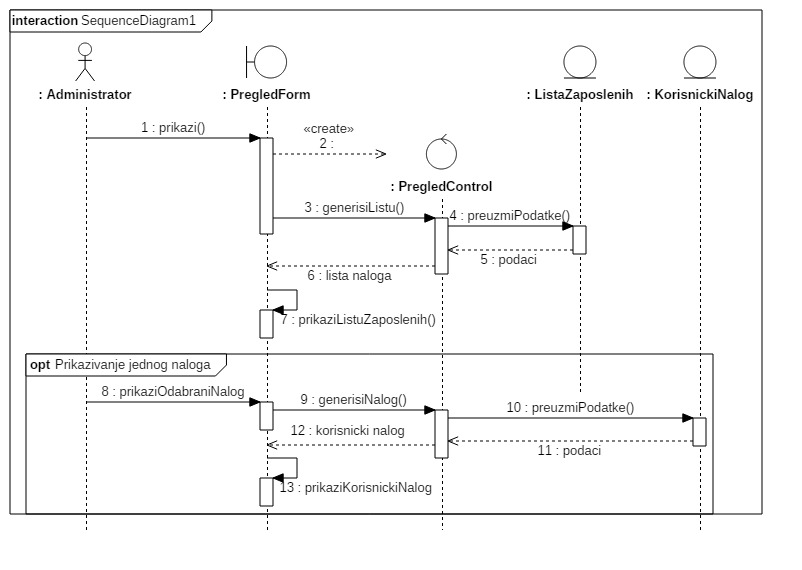 interaction SequenceDiagram1
: Administrator
: PregledForm
: ListaZaposlenih
: KorisnickiNalog
1 : prikazi()
«create»
2 :
: PregledControl
3 : generisiListu()
4 : preuzmiPodatke()
5 : podaci
6 : lista naloga
7 : prikaziListuZaposlenih()
opt Prikazivanje jednog naloga
8 : prikaziOdabraniNalog
9 : generisiNalog()
10 : preuzmiPodatke()
12 : korisnicki nalog
11 : podaci
13 : prikaziKorisnickiNalog